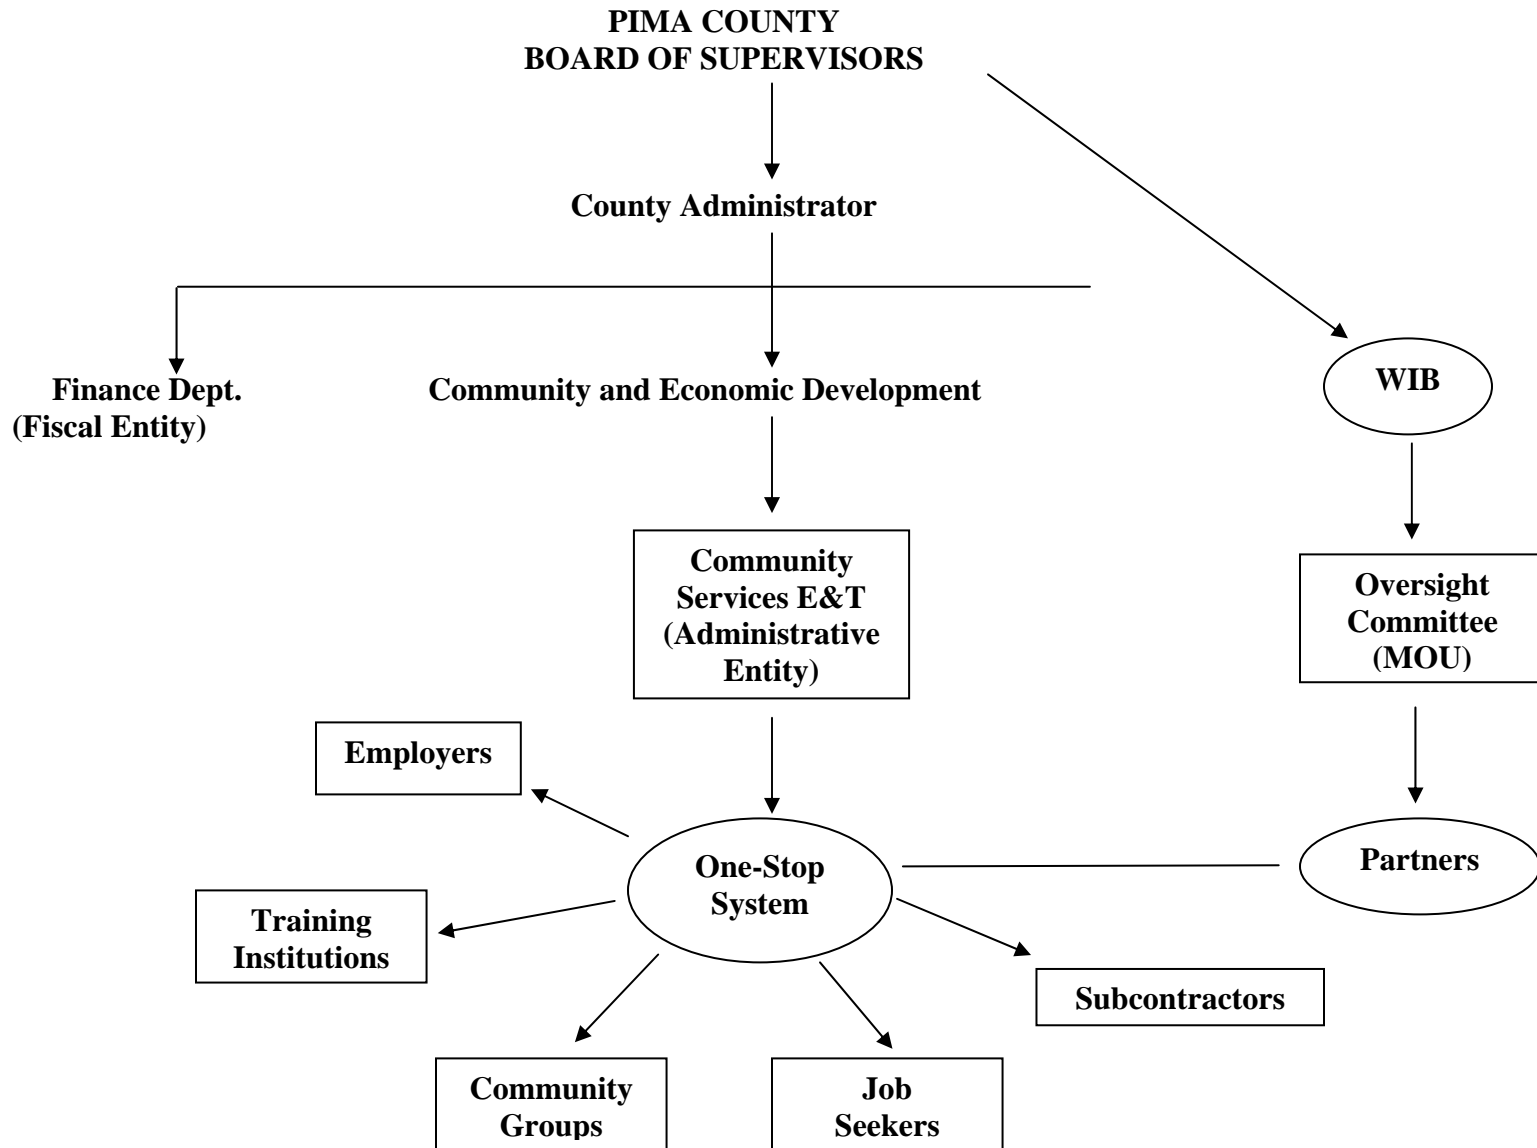 PIMA COUNTY
BOARD OF SUPERVISORS
County Administrator
Finance Dept.
(Fiscal Entity)
Community and Economic Development
WIB
Community
Services E&T
(Administrative
Entity)
Oversight
Committee
(MOU)
Employers
One-Stop
System
Partners
Training
Institutions
Subcontractors
Community
Groups
Job
Seekers